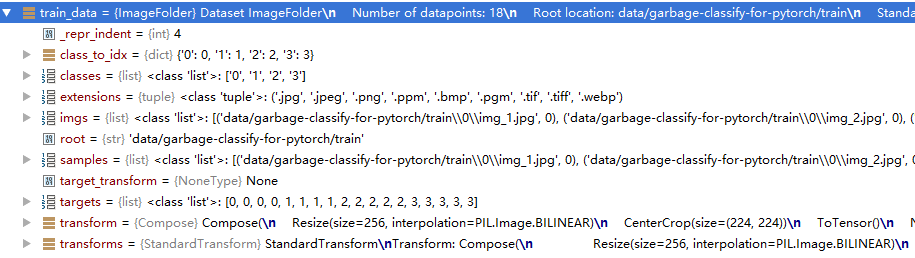 train_data = {ImageFolder} Dataset ImageFolder\n    Number of datapoints: 18\n    Root location: data/garbage-classify-for-pytorch/train\n    Standa
_repr_indent = {int} 4
class_to_idx = {dict} {'0': 0, '1': 1, '2': 2, '3': 3}
classes = {list} <class 'list'>: ['0', '1', '2', '3']
extensions = {tuple} <class 'tuple'>: ('.jpg', '.jpeg', '.png', '.ppm', '.bmp', '.pgm', '.tif', '.tiff', '.webp')
imgs = {list} <class 'list'>: [('data/garbage-classify-for-pytorch/train\\0\\img_1.jpg', 0), ('data/garbage-classify-for-pytorch/train\\0\\img_2.jpg', 0), (
root = {str} 'data/garbage-classify-for-pytorch/train'
samples = {list} <class 'list'>: [('data/garbage-classify-for-pytorch/train\\0\\img_1.jpg', 0), ('data/garbage-classify-for-pytorch/train\\0\\img_2.jpg', 0
target_transform = {NoneType} None
targets = {list} <class 'list'>: [0, 0, 0, 0, 1, 1, 1, 1, 2, 2, 2, 2, 2, 3, 3, 3, 3, 3]
transform = {Compose} Compose(\n    Resize(size=256, interpolation=PIL.Image.BILINEAR)\n    CenterCrop(size=(224, 224))\n    ToTensor()\n    N
transforms = {StandardTransform} StandardTransform\nTransform: Compose(\n    Resize(size=256, interpolation=PIL.Image.BILINEAR)\n